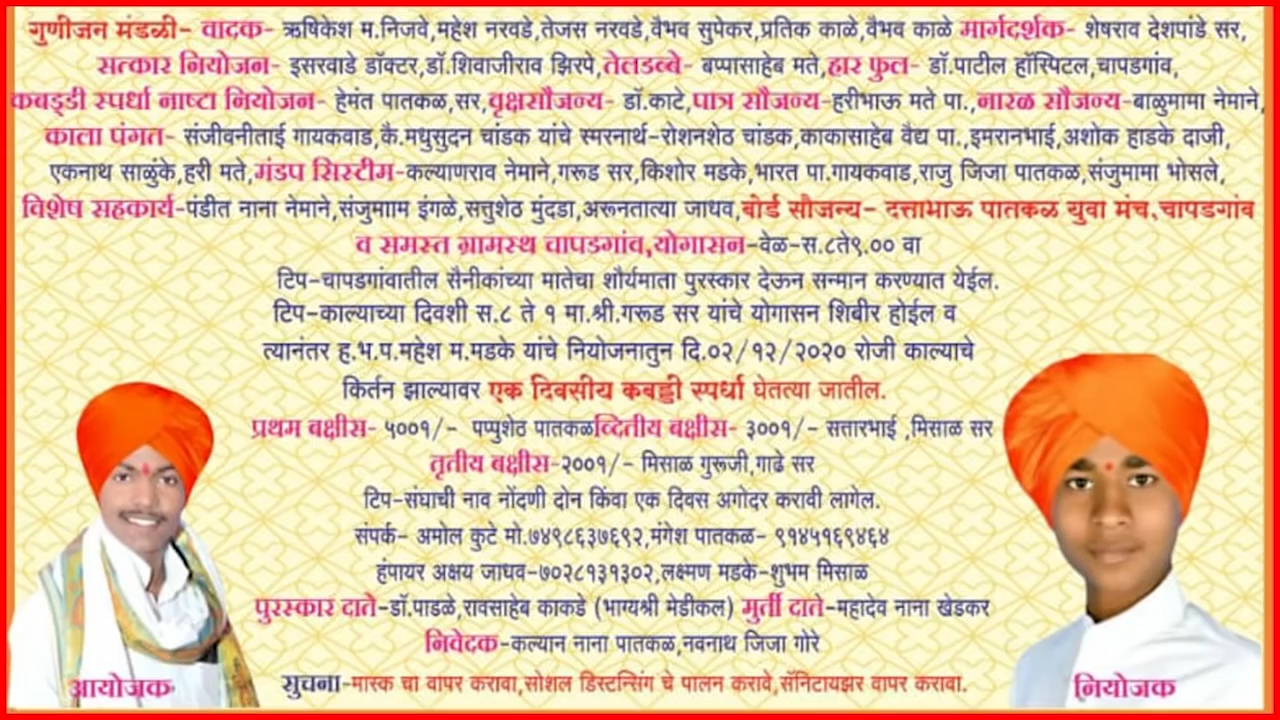 गुणीजन मंडळी- वादक- ऋषिकेश म.निजवे,महेश नरवडे,तेजस नरवडे,वैभव सुपेकर,प्रतिक काळे,वैभव काळे मार्गदर्शक- शेषराव देशपांडे सर,
सत्कार नियोजन- इसरवाडे डॉक्टर,डॉ.शिवाजीराव झिरपे,तेलडब्बे- बप्पासाहेब मते,हार फुल- डॉ.पाटील हॉस्पिटल,चापडगांव,
कबड्डी स्पर्धा नाष्टा नियोजन- हेमंत पातकळ,सर,वृक्षसौजन्य- डॉ.काटे,पात्र सौजन्य-हरीभाऊ मते पा.,नारळ सौजन्य-बाळुमामा नेमाने,
काला पंगत- संजीवनीताई गायकवाड,कै.मधुसुदन चांडक यांचे स्मरनार्थ-रोशनशेठ चांडक,काकासाहेब वैद्य पा.,इमरानभाई,अशोक हाडके दाजी,
एकनाथ साळुंके,हरी मते,मंडप सिस्टीम-कल्याणराव नेमाने,गरूड सर,किशोर मडके,भारत पा.गायकवाड,राजु जिजा पातकळ,संजुमामा भोसले,
विशेष सहकार्य-पंडीत नाना नेमाने,संजुमााम इंगळे,सत्तुशेठ मुंदडा,अरूनतात्या जाधव,बोर्ड सौजन्य- दत्ताभाऊ पातकळ युवा मंच,चापडगांव
व समस्त ग्रामस्थ चापडगांव,योगासन-वेळ-स.८ते९.०० वा
टिप-चापडगांवातील सैनीकांच्या मातेचा शौर्यमाता पुरस्कार देऊन सन्मान करण्यात येईल.
टिप-काल्याच्या दिवशी स.८ ते १ मा.श्री.गरूड सर यांचे योगासन शिबीर होईल व
त्यानंतर ह.भ.प.महेश म.मडके यांचे नियोजनातुन दि.०२/१२/२०२० रोजी काल्याचे
किर्तन झाल्यावर एक दिवसीय कबड्डी स्पर्धा घेतत्या जातील.
प्रथम बक्षीस- ५००१/- पप्पुशेठ पातकळव्दितीय बक्षीस- ३००१/- सत्तारभाई ,मिसाळ सर
तृतीय बक्षीस-२००१/- मिसाळ गुरूजी,गाढे सर
टिप-संघाची नाव नोंदणी दोन किंवा एक दिवस अगोदर करावी लागेल.
संपर्क- अमोल कुटे मो.७४९८६३७६९२,मंगेश पातकळ- ९१४५१६९४६४
हंपायर अक्षय जाधव-७०२८१३१३०२,लक्ष्मण मडके-शुभम मिसाळ
पुरस्कार दाते-डॉ.पाडळे,रावसाहेब काकडे (भाग्यश्री मेडीकल) मुर्ती दाते-महादेव नाना खेडकर
निवेदक-कल्यान नाना पातकळ,नवनाथ जिजा गोरे
आयोजक
सुचना-मास्क चा वापर करावा,सोशल डिस्टन्सिंग चे पालन करावे,सॅनिटायझर वापर करावा.
नियोजक